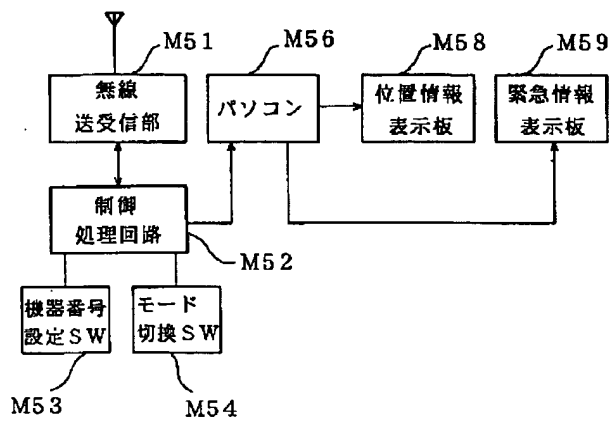 M51
M56
M58
M59
無線
送受信部
パソコン
位置情報
表示板
緊急情報
表示板
制御
処理回路
M52
機器番号
設定SW
モード
切換SW
M53
M54